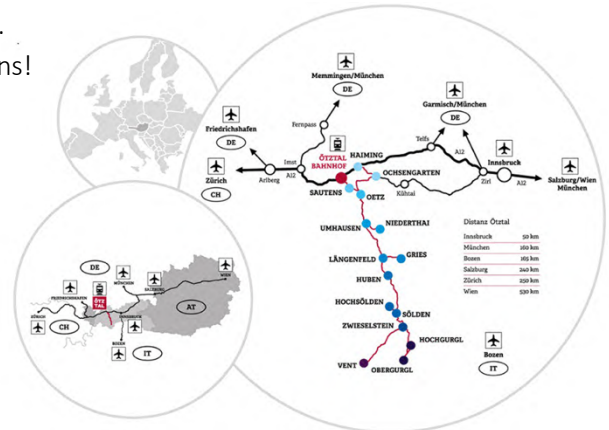 .
ns!
Memmingen/München
DE
Garmisch/München
DE
Fernpass
Friedrichshafen
DE
Telfs
A12
Innsbruck
ÖTZTAL
BAHNHOF
HAIMING
OCHSENGARTEN
Zürich
CH
Imst
Arlberg
A12
Kühtai
Zirl
A12
Salzburg/Wien
München
SAUTENS
OETZ
UMHAUSEN
NIEDERTHAI
LÄNGENFELD
GRIES
HUBEN
HOCHSÖLDEN
SÖLDEN
ZWIESELSTEIN
HOCHGURGL
VENT
OBERGURGL
Distanz Ötztal
Innsbruck 50 km
München 160 km
Bozen 165 km
Salzburg 240 km
Zürich 230 km
Wien 530 km
Bozen
IT
DE
WIEN
MÜNCHEN
SALZBURG
FRIEDRICHSHAFEN
ÖTZ
TAL
AT
ZÜRICH
CH
INNSBRUCK
BOZEN
IT